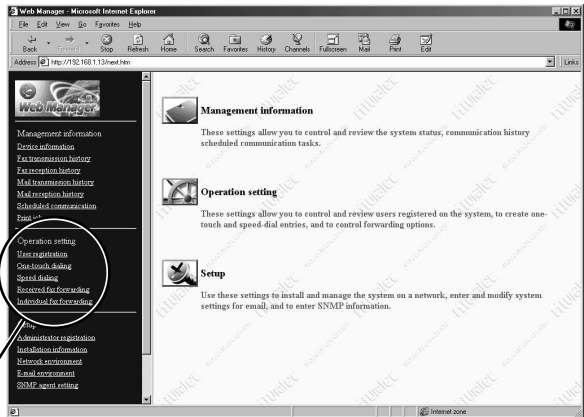 Web Manager - Microsoft Internet Explorer
File Edit View Go Favorites Help
Back Forward Stop Refresh Home Search Favorites History Channels Fullscreen Mail Print Edit
Address http://192.168.1.13/next.htm Links
Web Manager
Management information
Device information
Fax transmission history
Fax reception history
Mail transmission history
Mail reception history
Scheduled communication
Print job
Operation setting
User registration
One-touch dialing
Speed dialing
Received fax forwarding
Individual fax forwarding
Setup
Administrator registration
Installation information
Network environment
E-mail environment
SNMP agent setting
Management information
These settings allow you to control and review the system status, communication history
scheduled communication tasks.
Operation setting
These settings allow you to control and review users registered on the system, to create one-
touch and speed-dial entries, and to control forwarding options.
Setup
Use these settings to install and manage the system on a network, enter and modify system
settings for email, and to enter SNMP information.
Internet zone